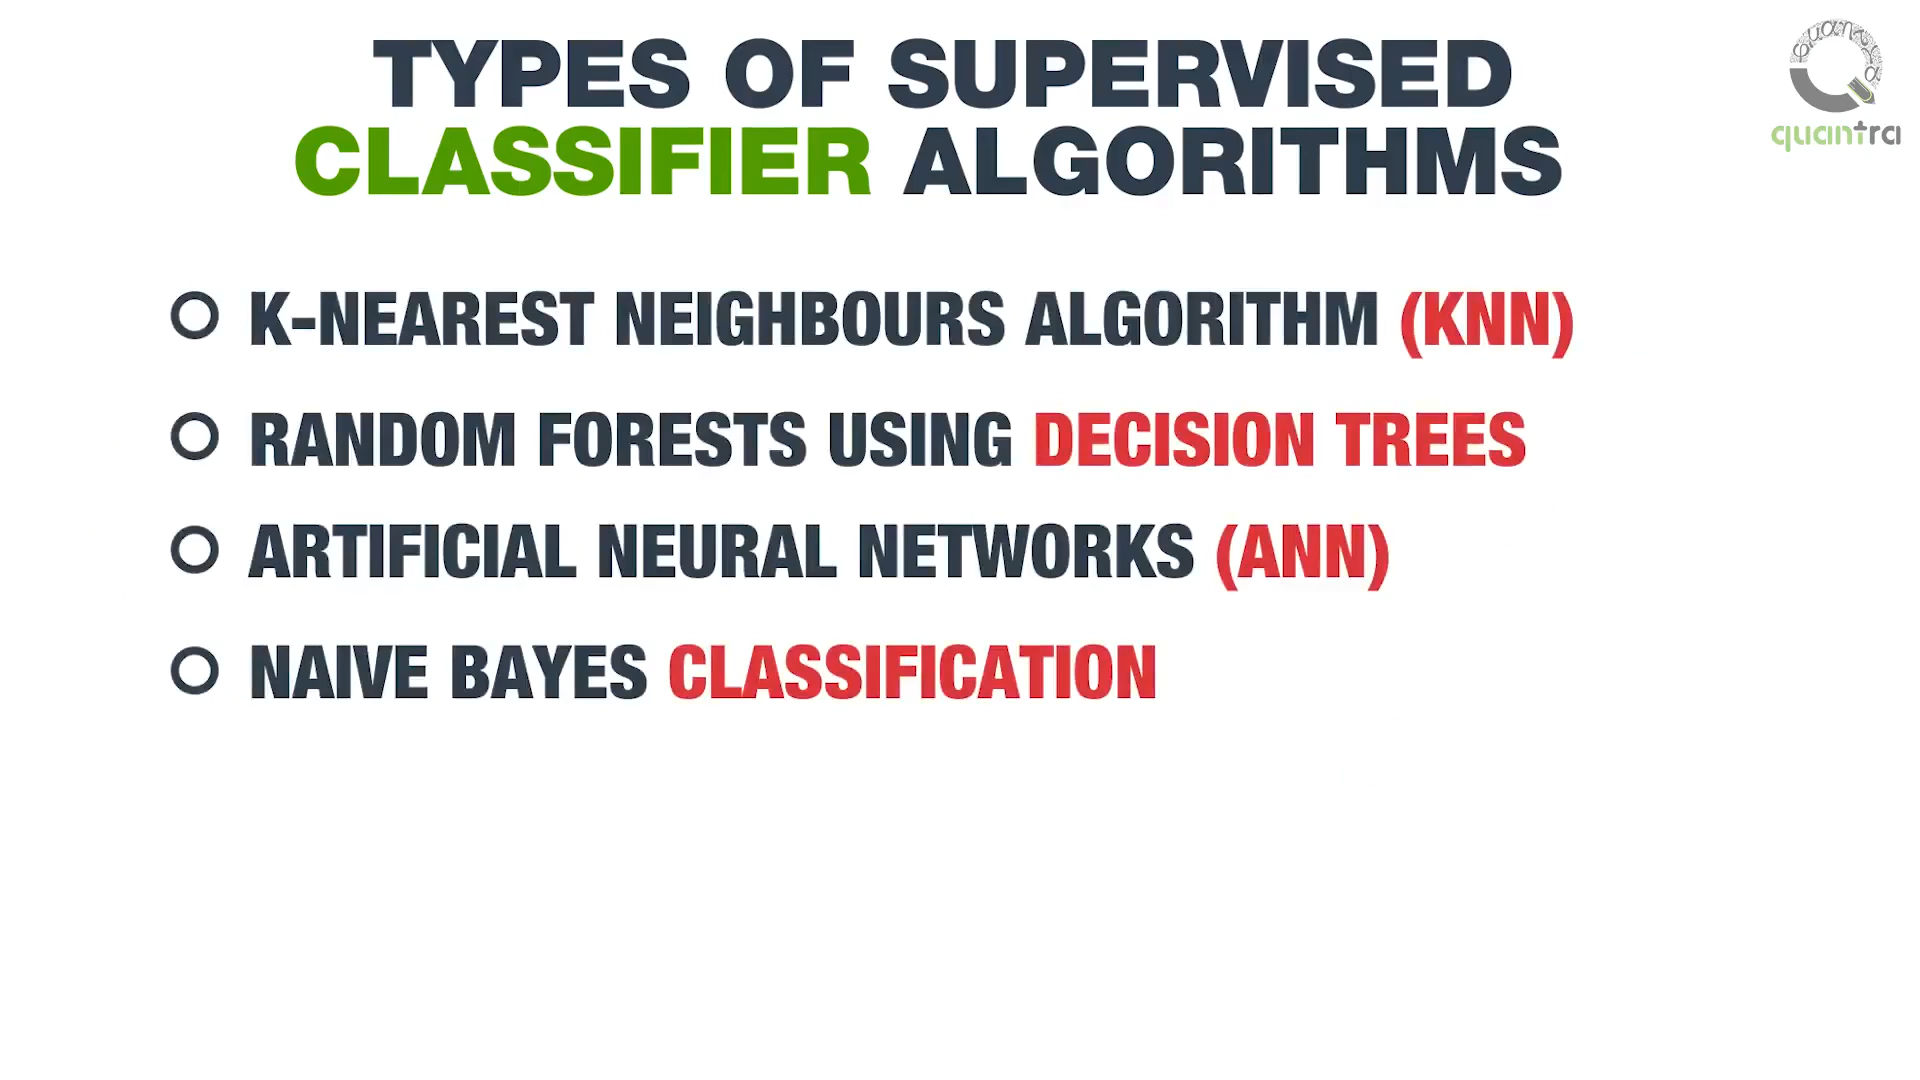 TYPES OF SUPERVISED
CLASSIFIER ALGORITHMS
quantra
K-NEAREST NEIGHBOURS ALGORITHM (KNN)
RANDOM FORESTS USING DECISION TREES
ARTIFICIAL NEURAL NETWORKS (ANN)
NAIVE BAYES CLASSIFICATION